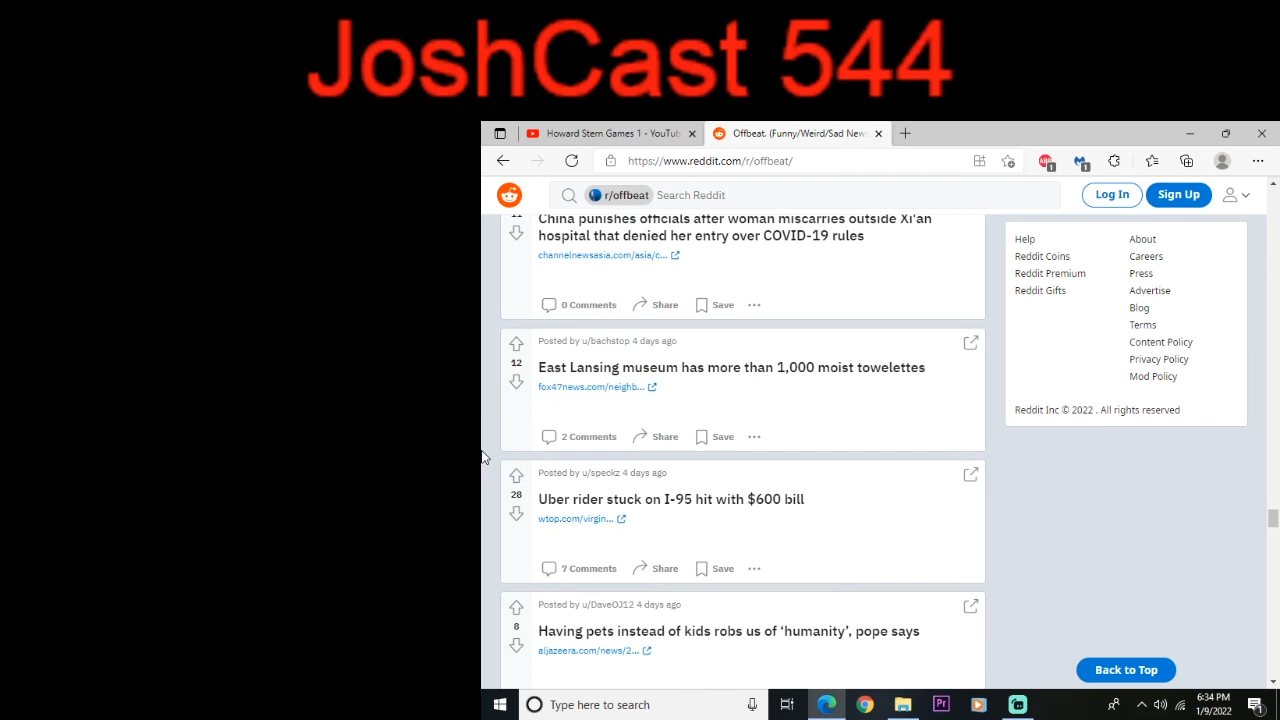 JoshCast 544
Howard Stern Games 1 - YouTu
Offbeat. (Funny/Weird/Sad New
https://www.reddit.com/r/offbeat/
1
1
r/offbeat
Search Reddit
Log In
Sign Up
11
China punishes officials after woman miscarries outside Xi'an
hospital that denied her entry over COVID-19 rules
channelnewsasia.com/asia/c...
0 Comments
Share
Save
Posted by u/bachstop 4 days ago
12
East Lansing museum has more than 1,000 moist towelettes
fox47news.com/neighb...
2 Comments
Share
Save
Posted by u/speckz 4 days ago
28
Uber rider stuck on I-95 hit with $600 bill
wtop.com/virgin...
7 Comments
Share
Save
Posted by u/DaveOJ12 4 days ago
8
Having pets instead of kids robs us of ‘humanity’, pope says
aljazeera.com/news/2...
Help
About
Reddit Coins
Careers
Reddit Premium
Press
Reddit Gifts
Advertise
Blog
Terms
Content Policy
Privacy Policy
Mod Policy
Reddit Inc © 2022 . All rights reserved
Back to Top
Type here to search
Pr
6:34 PM
1/9/2022
1